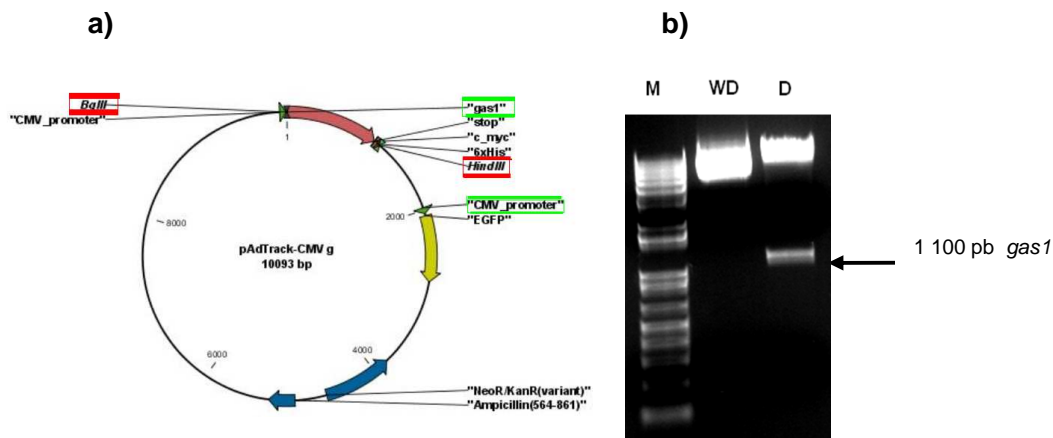 a)
BglII
"CMV_promoter"
"gas1"
"stop"
"c_myc"
"6xHis"
HindIII
1
"CMV_promoter"
2000
"EGFP"
8000
pAdTrack-CMV g
10093 bp
6000
4000
"NeoR/KanR(variant)"
"Ampicillin(564-861)"
b)
M WD D
1 100 pb gas1